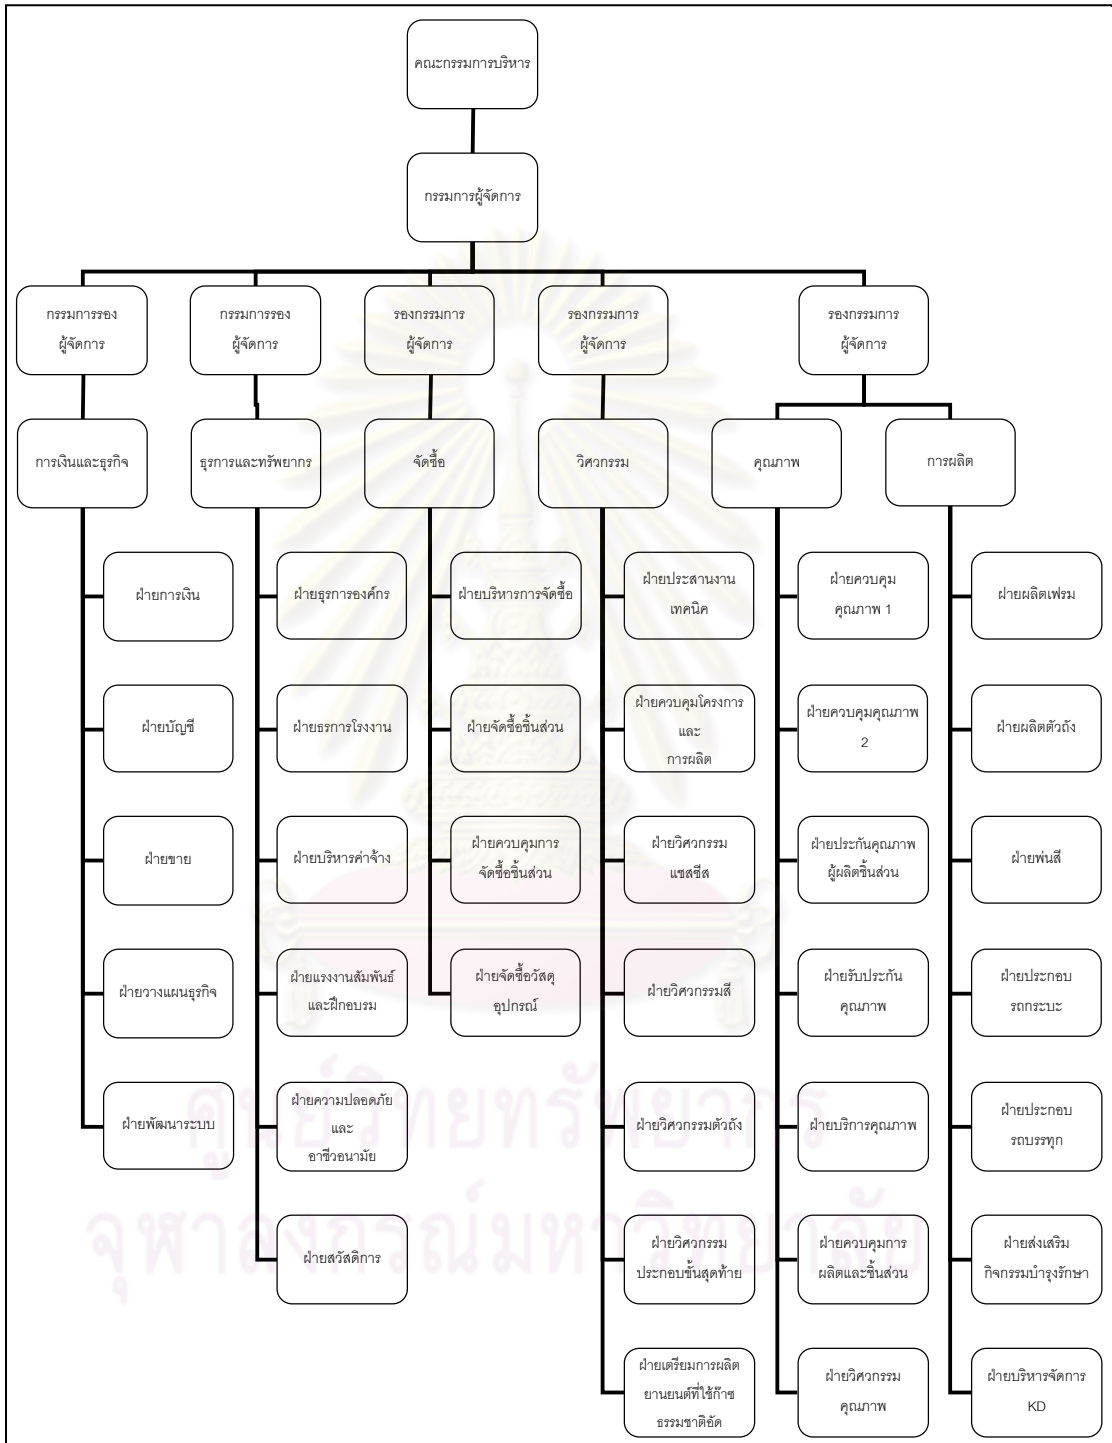 คณะกรรมการบริหาร
กรรมการผู้จัดการ
กรรมการรอง
ผู้จัดการ
กรรมการรอง
ผู้จัดการ
รองกรรมการ
ผู้จัดการ
รองกรรมการ
ผู้จัดการ
รองกรรมการ
ผู้จัดการ
การเงินและธุรกิจ
ธุรการและทรัพยากร
จัดซื้อ
วิศวกรรม
คุณภาพ
การผลิต
ฝ่ายการเงิน
ฝ่ายบัญชี
ฝ่ายขาย
ฝ่ายวางแผนธุรกิจ
ฝ่ายพัฒนาระบบ
ฝ่ายธุรการองค์กร
ฝ่ายธรการโรงงาน
ฝ่ายบริหารค่าจ้าง
ฝ่ายแรงงานสัมพันธ์
และฝึกอบรม
ฝ่ายความปลอดภัย
และ
อาชีวอนามัย
ฝ่ายสวัสดิการ
ฝ่ายบริหารการจัดซื้อ
ฝ่ายจัดซื้อชิ้นส่วน
ฝ่ายควบคุมการ
จัดซื้อชิ้นส่วน
ฝ่ายจัดซื้อวัสดุ
อุปกรณ์
ฝ่ายประสานงาน
เทคนิค
ฝ่ายควบคุมโครงการ
และ
การผลิต
ฝ่ายวิศวกรรม
แชสซีส
ฝ่ายวิศวกรรมสี
ฝ่ายวิศวกรรมตัวถัง
ฝ่ายวิศวกรรม
ประกอบขั้นสุดท้าย
ฝ่ายเตรียมการผลิต
ยานยนต์ที่ใช้ก๊าซ
ธรรมชาติอัด
ฝ่ายควบคุม
คุณภาพ 1
ฝ่ายควบคุมคุณภาพ
2
ฝ่ายประกันคุณภาพ
ผู้ผลิตชิ้นส่วน
ฝ่ายรับประกัน
คุณภาพ
ฝ่ายบริการคุณภาพ
ฝ่ายควบคุมการ
ผลิตและชิ้นส่วน
ฝ่ายวิศวกรรม
คุณภาพ
ฝ่ายผลิตเฟรม
ฝ่ายผลิตตัวถัง
ฝ่ายพ่นสี
ฝ่ายประกอบ
รถกระบะ
ฝ่ายประกอบ
รถบรรทุก
ฝ่ายส่งเสริม
กิจกรรมบำรุงรักษา
ฝ่ายบริหารจัดการ
KD
ศูนย์วิทยทรัพยากร
จุฬาลงกรณ์มหาวิทยาลัย